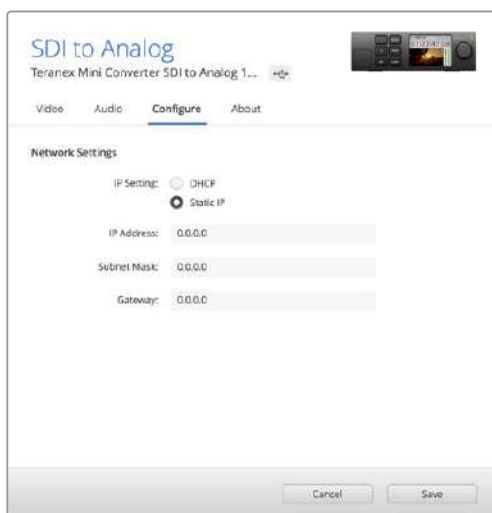 SDI to Analog
Teranex Mini Converter SDI to Analog 1...
Video Audio Configure About
Network Settings
IP Setting: DHCP
Static IP
IP Address: 0.0.0.0
Subnet Mask: 0.0.0.0
Gateway: 0.0.0.0
Cancel Save